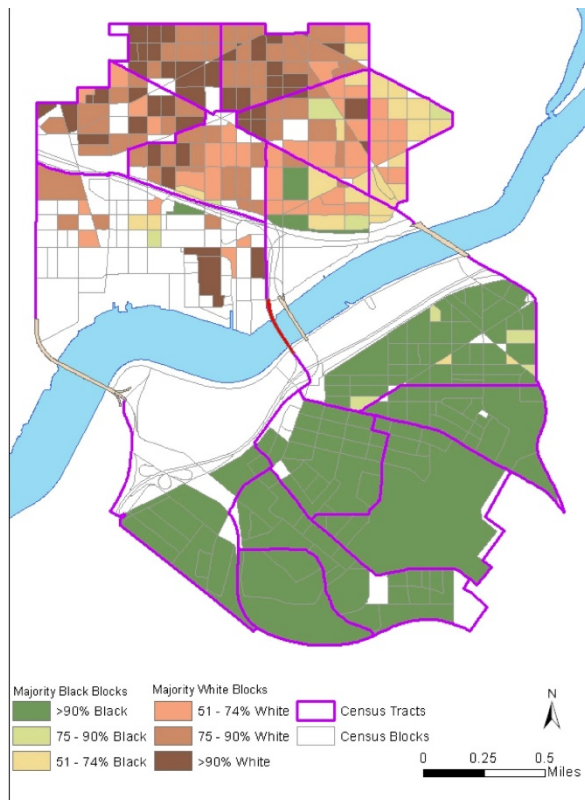 N
Majority Black Blocks
Majority White Blocks
>90% Black
51 - 74% White
Census Tracts
75 - 90% Black
75 - 90% White
Census Blocks
51 - 74% Black
>90% White
0 0.25 0.5
Miles